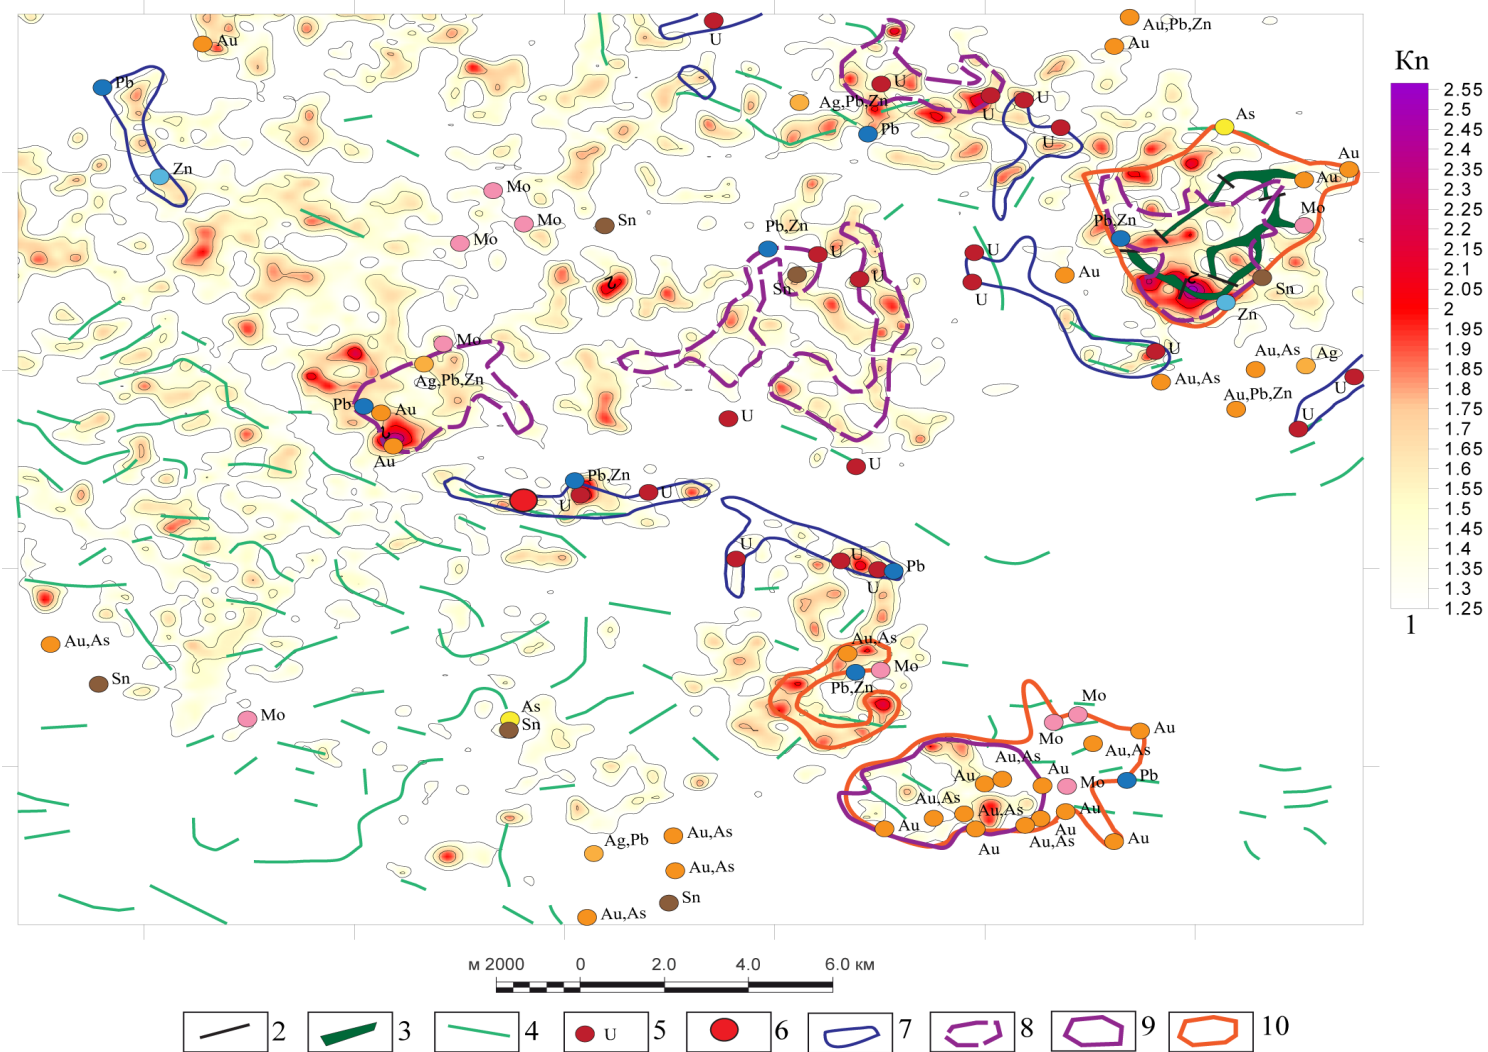 Kn
2.55
2.5
2.45
2.4
2.35
2.3
2.25
2.2
2.15
2.1
2.05
2
1.95
1.9
1.85
1.8
1.75
1.7
1.65
1.6
1.55
1.5
1.45
1.4
1.35
1.3
1.25
1
Au
U
Au,Pb,Zn
Au
Pb
U
Ag,Pb,Zn
U
U
Pb
U
As
Au
Zn
Au
Mo
Mo
Sn
Mo
Pb,Zn
U
Sn
U
U
U
Au
Pb,Zn
Mo
Sn
Zn
2
2
Mo
Ag,Pb,Zn
Pb
Au
Au
U
U
U
Au,As
Au,As
Ag
Au,Pb,Zn
U
U
Pb,Zn
U
U
U
U
U
Pb
Au,As
Sn
Mo
As
Sn
Au,As
Mo
Pb,Zn
Mo
Mo
Au
Au,As
Au,As
Au
Au
Mo
Pb
Au,As
Au,As
Au
Au
Au
Au
Au,As
Au
Ag,Pb
Au,As
Au,As
Sn
Au,As
м 2000 0 2.0 4.0 6.0 км
2 3 4 U 5 6 7 8 9 10